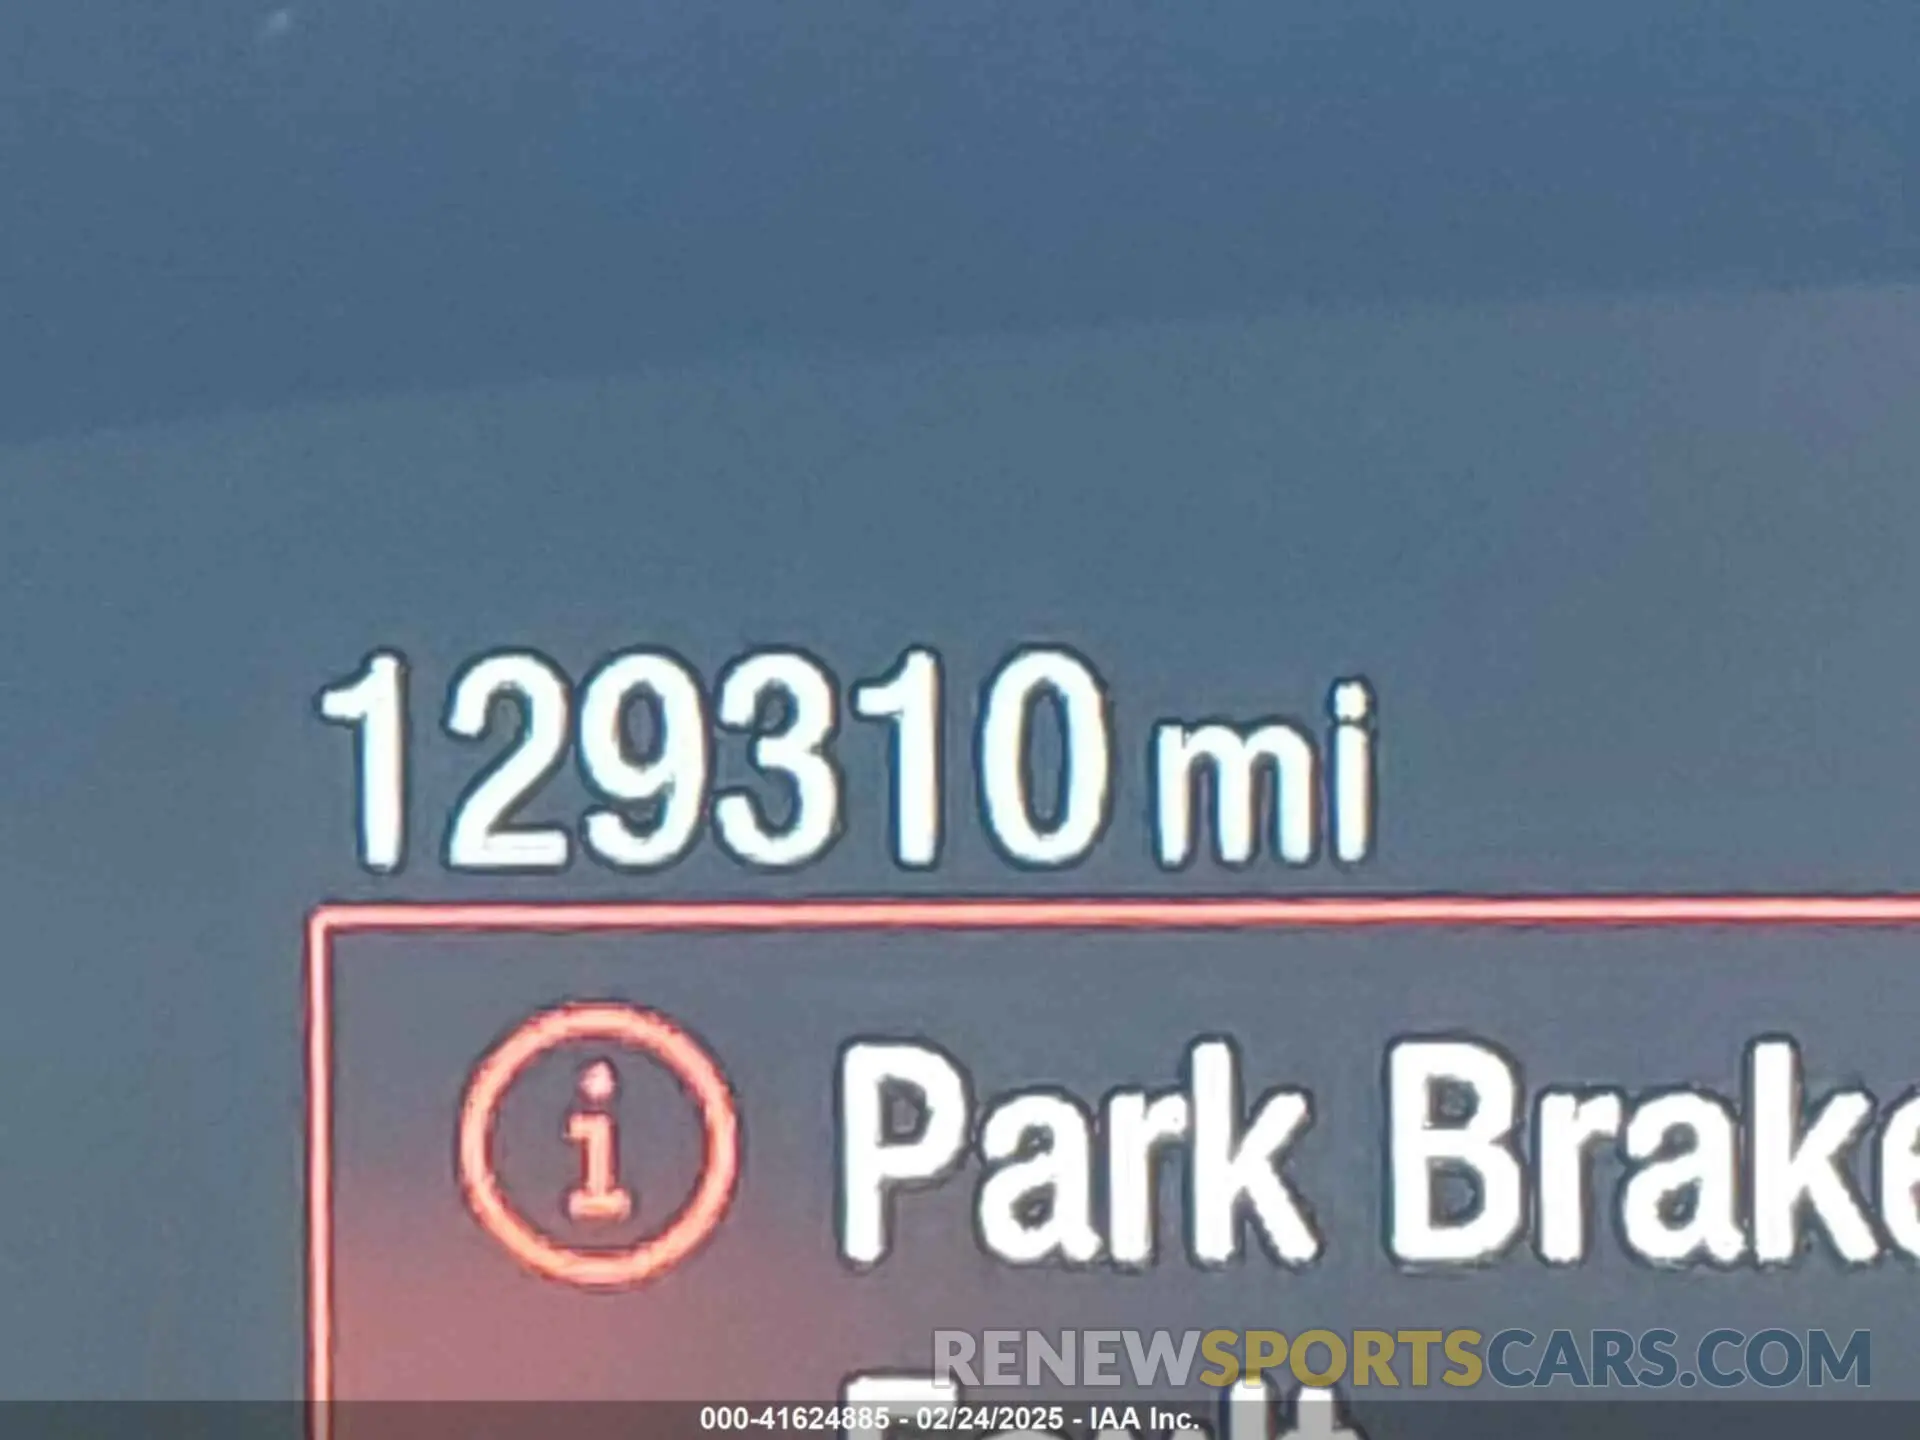 129310 mi
i Park Brake
RENEWSPORTSCARS.COM
000-41624885 - 02/24/2025 - IAA Inc.